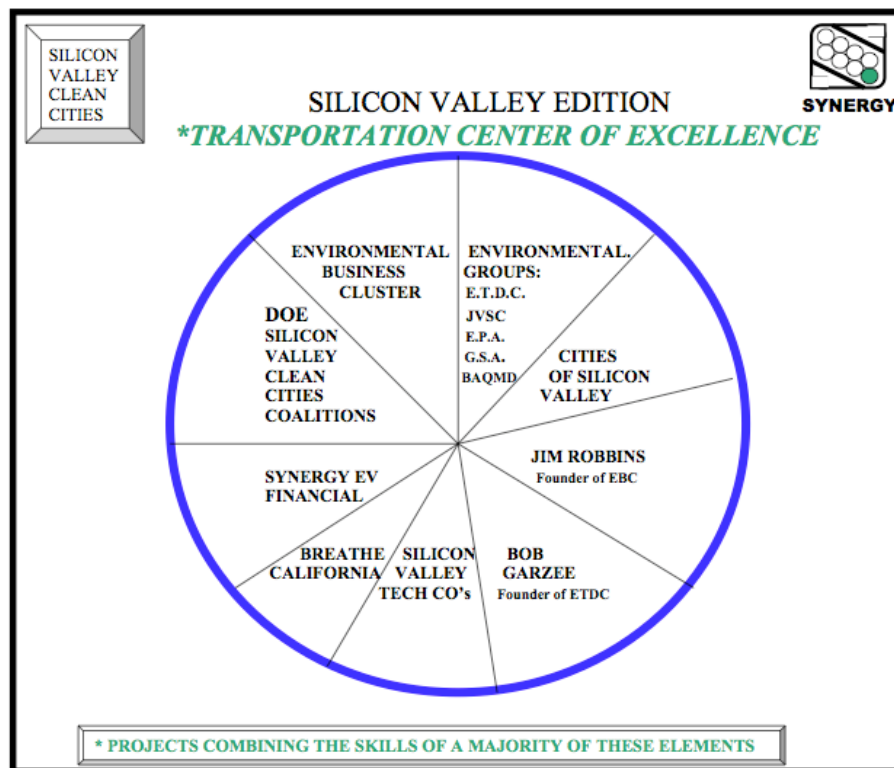 SILICON
VALLEY
CLEAN
CITIES
SYNERGY
SILICON VALLEY EDITION
*TRANSPORTATION CENTER OF EXCELLENCE
ENVIRONMENTAL
BUSINESS
CLUSTER
ENVIRONMENTAL.
GROUPS:
E.T.D.C.
JVSC
E.P.A.
G.S.A.
BAQMD
CITIES
OF SILICON
VALLEY
JIM ROBBINS
Founder of EBC
BOB
GARZEE
Founder of ETDC
SILICON
VALLEY
TECH CO's
BREATHE
CALIFORNIA
SYNERGY EV
FINANCIAL
DOE
SILICON
VALLEY
CLEAN
CITIES
COALITIONS
* PROJECTS COMBINING THE SKILLS OF A MAJORITY OF THESE ELEMENTS